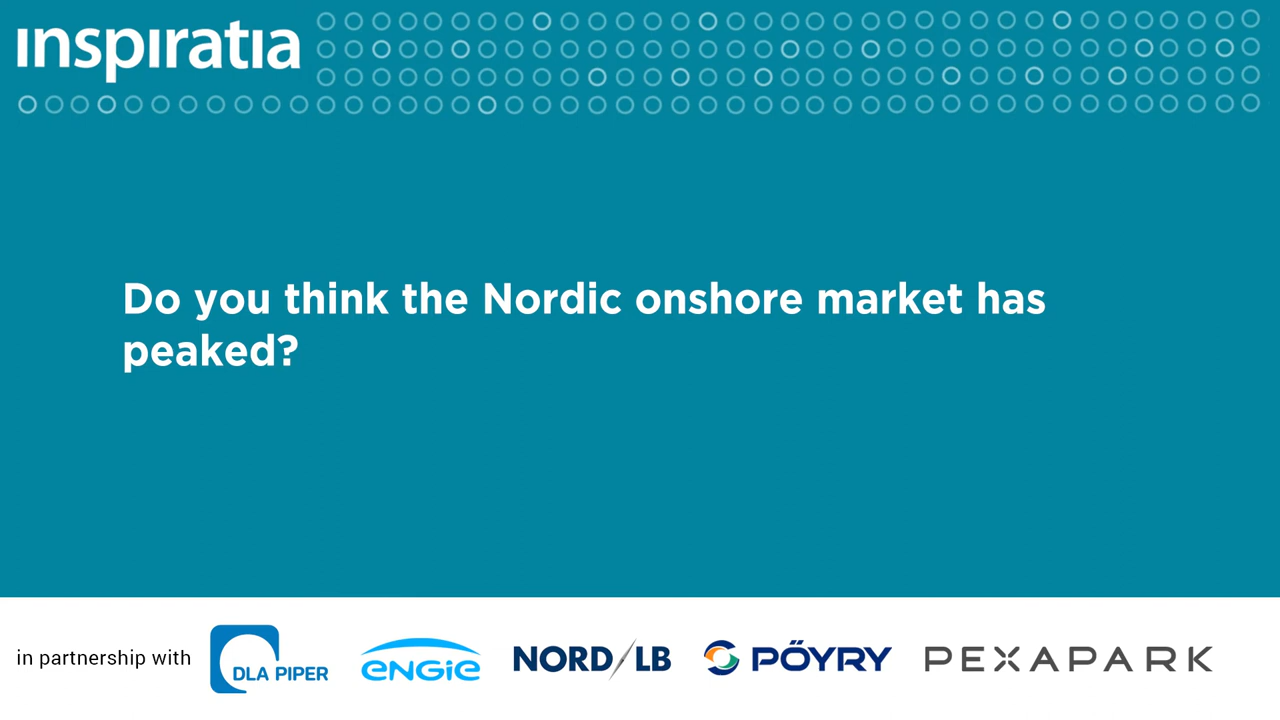 inspiratia
Do you think the Nordic onshore market has
peaked?
in partnership with
DLA PIPER
ENGIE
NORD/LB
PŐYRY
PEXAPARK